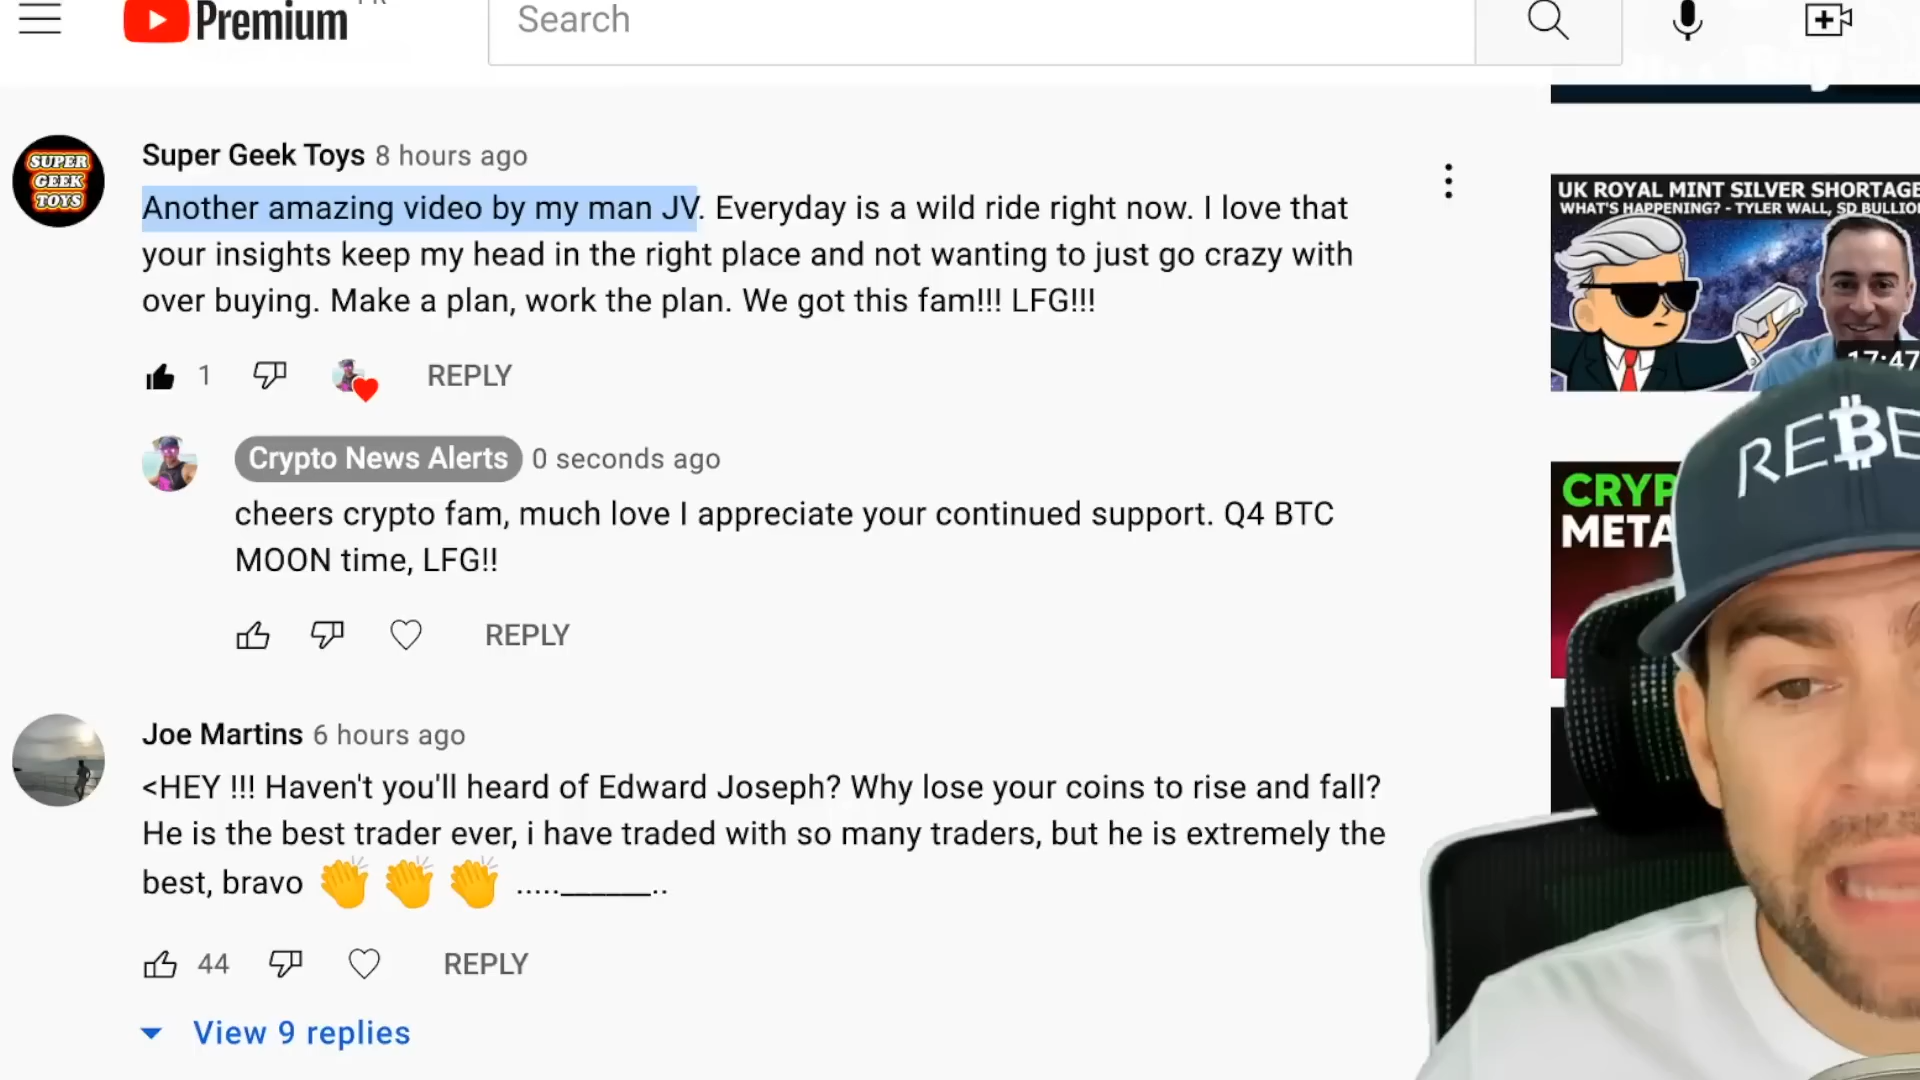 Premium
Search
SUPER
GEEK
TOYS
Super Geek Toys 8 hours ago
Another amazing video by my man JV. Everyday is a wild ride right now. I love that
your insights keep my head in the right place and not wanting to just go crazy with
over buying. Make a plan, work the plan. We got this fam!!! LFG!!!
1 REPLY
Crypto News Alerts 0 seconds ago
cheers crypto fam, much love I appreciate your continued support. Q4 BTC
MOON time, LFG!!
REPLY
Joe Martins 6 hours ago
<HEY !!! Haven't you'll heard of Edward Joseph? Why lose your coins to rise and fall?
He is the best trader ever, i have traded with so many traders, but he is extremely the
best, bravo 👏 👏 👏 ....._______..
44 REPLY
View 9 replies
UK ROYAL MINT SILVER SHORTAGE
WHAT'S HAPPENING? - TYLER WALL, SD BULLION
17:47
CRYP
META